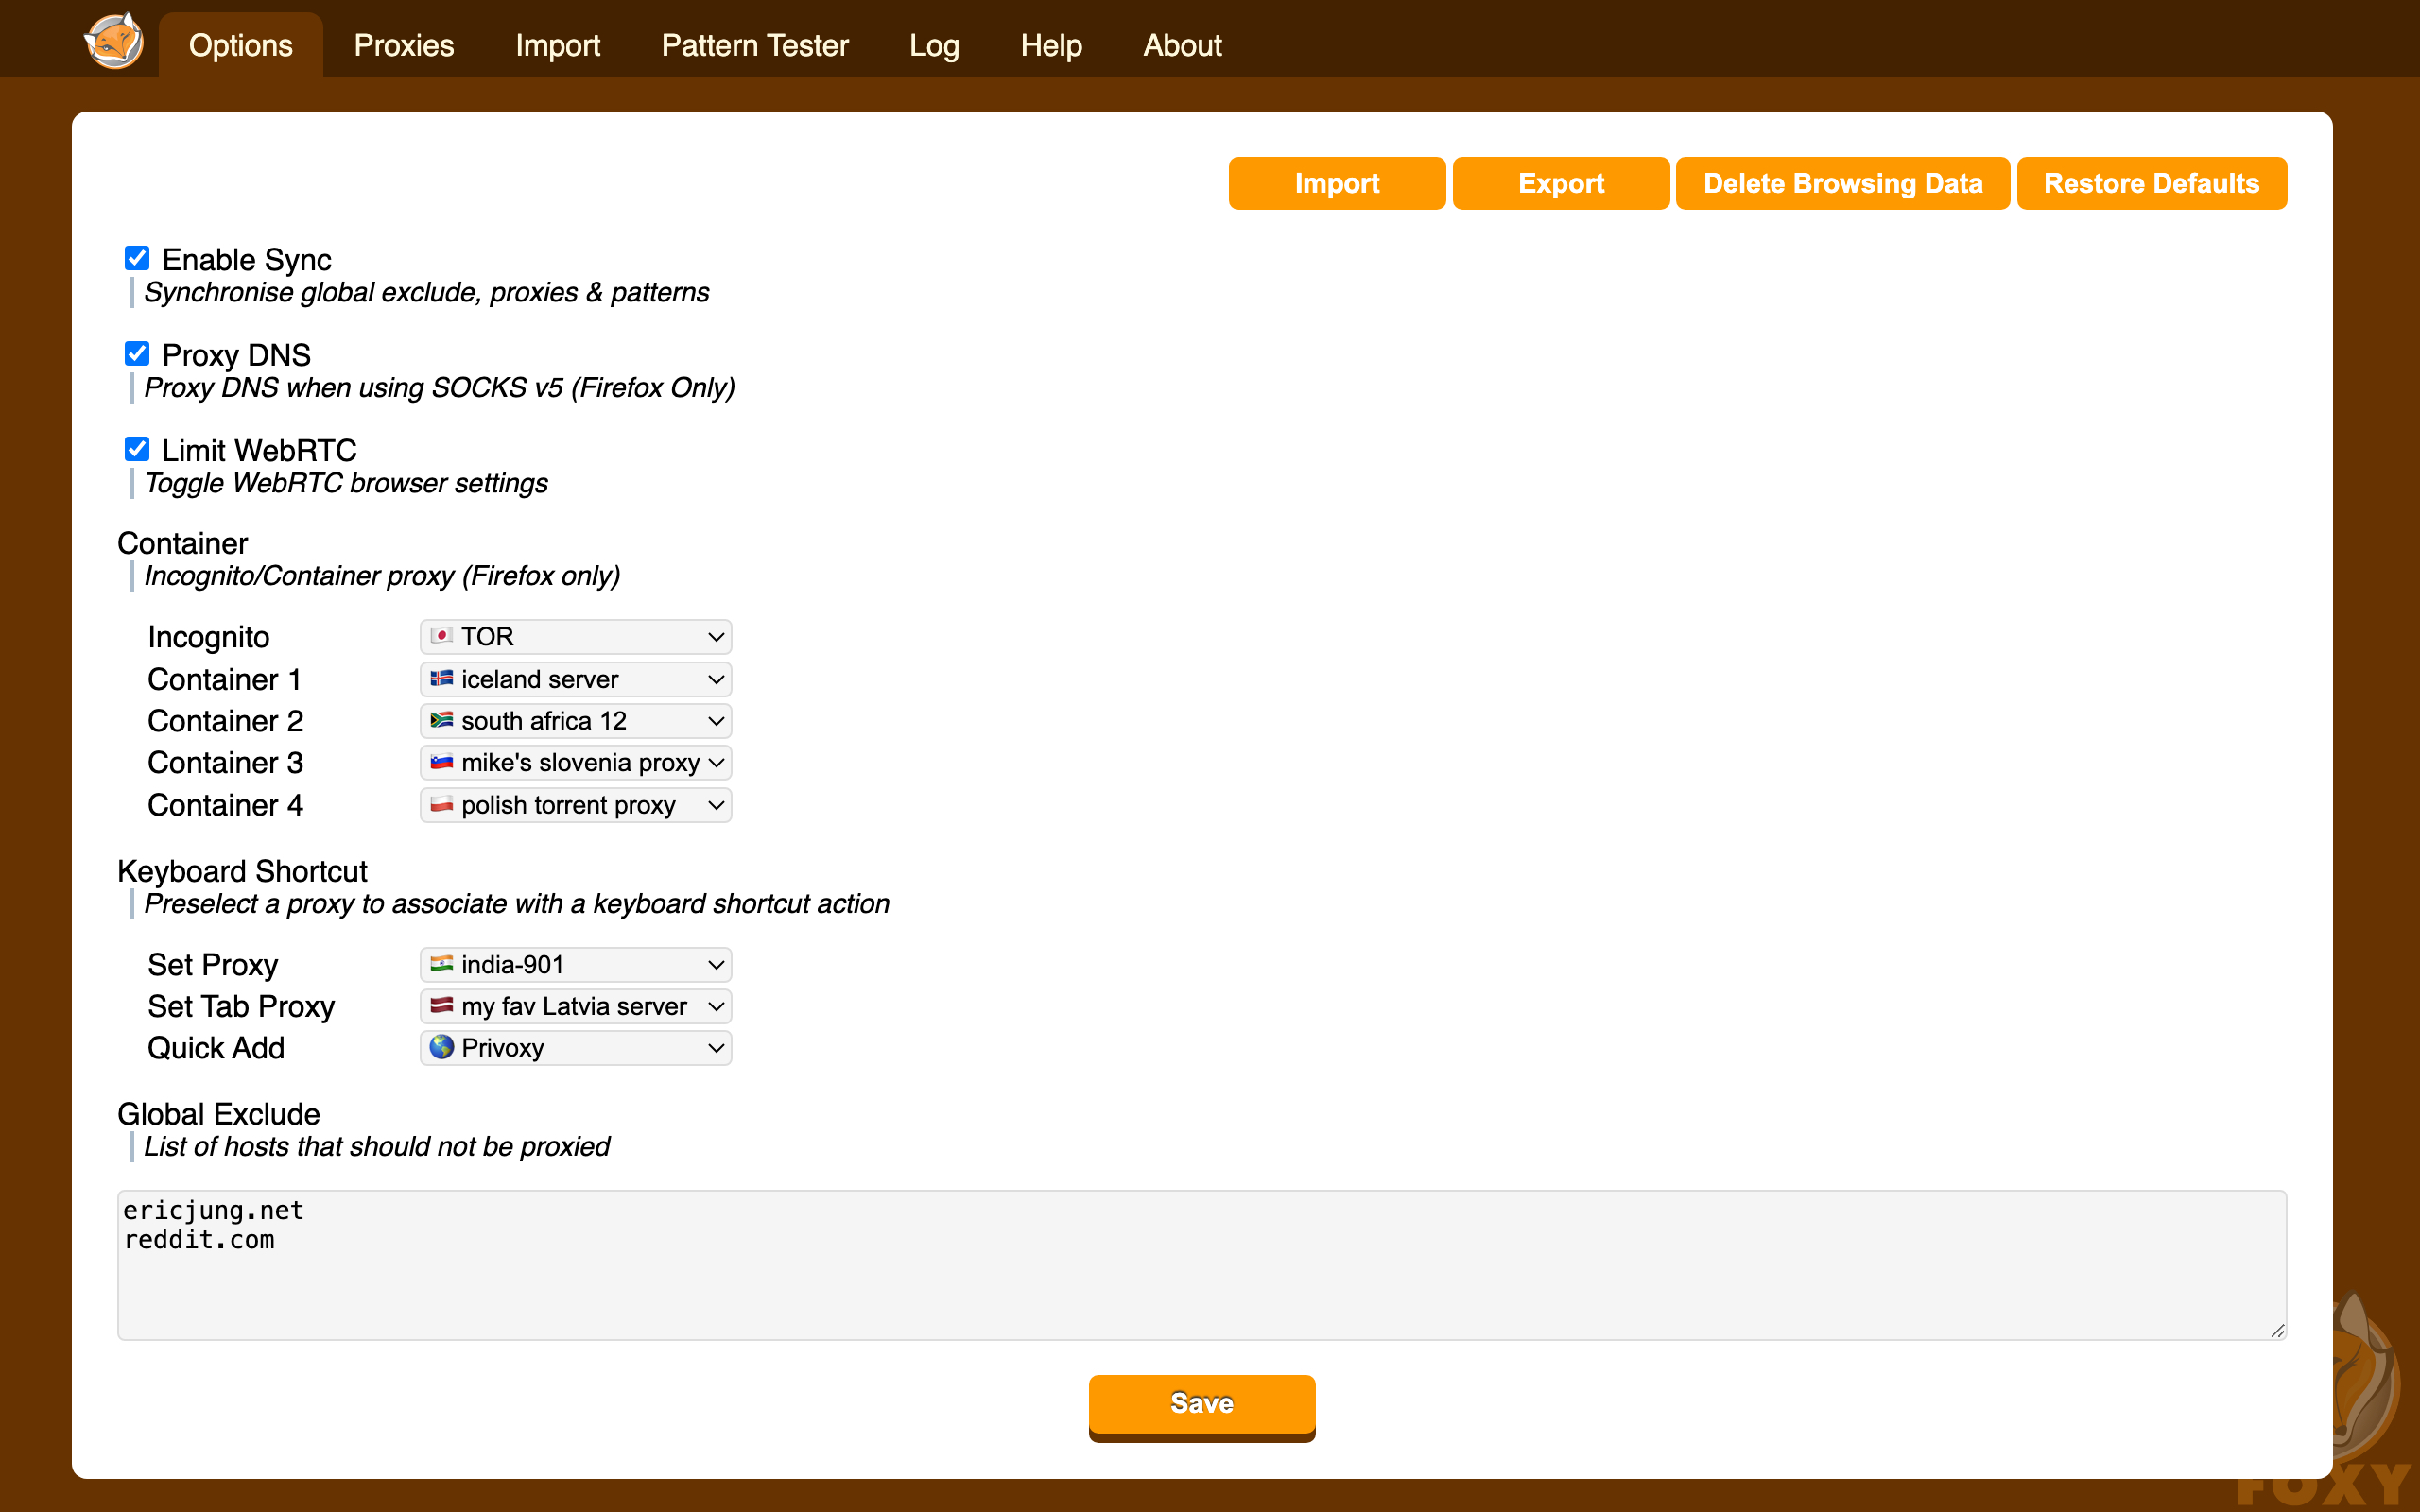 Options Proxies Import Pattern Tester Log Help About
Import Export Delete Browsing Data Restore Defaults
Enable Sync
Synchronise global exclude, proxies & patterns
Proxy DNS
Proxy DNS when using SOCKS v5 (Firefox Only)
Limit WebRTC
Toggle WebRTC browser settings
Container
Incognito/Container proxy (Firefox only)
Incognito 🇯🇵 TOR
Container 1 🇮🇸 iceland server
Container 2 🇿🇦 south africa 12
Container 3 🇸🇮 mike's slovenia proxy
Container 4 🇵🇱 polish torrent proxy
Keyboard Shortcut
Preselect a proxy to associate with a keyboard shortcut action
Set Proxy 🇮🇳 india-901
Set Tab Proxy 🇱🇻 my fav Latvia server
Quick Add 🌎 Privoxy
Global Exclude
List of hosts that should not be proxied
ericjung.net
reddit.com
Save
FOXY